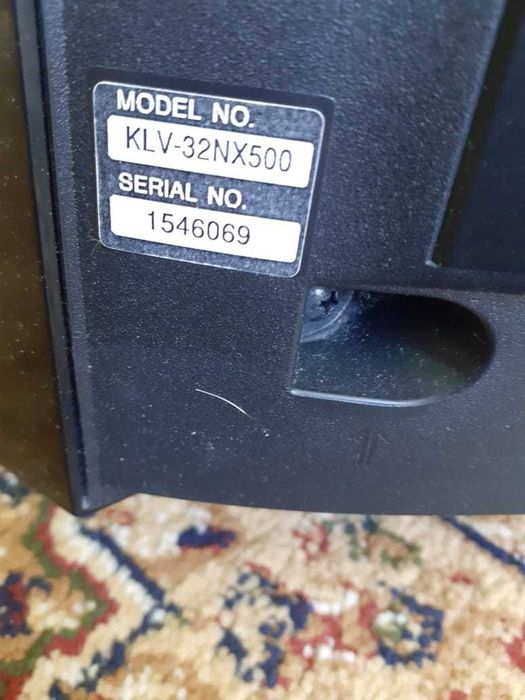 MODEL NO.
KLV-32NX500
SERIAL NO.
1546069